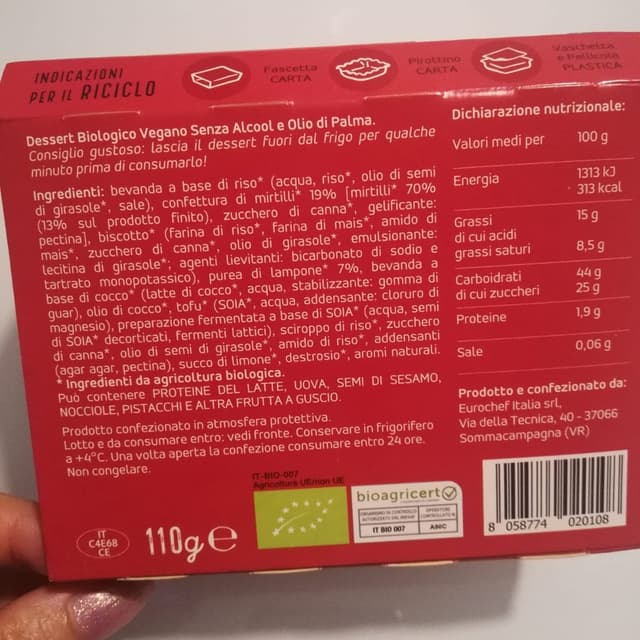 INDICAZIONI
PER IL RICICLO
Fascetta
CARTA
Pirottino
CARTA
Vaschetta
e Pellicola
PLASTICA
Dessert Biologico Vegano Senza Alcool e Olio di Palma.
Consiglio gustoso: lascia il dessert fuori dal frigo per qualche
minuto prima di consumarlo!
Ingredienti: bevanda a base di riso* (acqua, riso*, olio di semi
di girasole*, sale), confettura di mirtilli* 19% [mirtilli* 70%
(13% sul prodotto finito), zucchero di canna*, gelificante:
pectina], biscotto* (farina di riso*, farina di mais*, amido di
mais*, zucchero di canna*, olio di girasole*, emulsionante:
lecitina di girasole*; agenti lievitanti: bicarbonato di sodio e
tartrato monopotassico), purea di lampone* 7%, bevanda a
base di cocco* (latte di cocco*, acqua, stabilizzante: gomma di
guar), olio di cocco*, tofu* (SOIA*, acqua, addensante: cloruro di
magnesio), preparazione fermentata a base di SOIA* (acqua, semi
di SOIA* decorticati, fermenti lattici), sciroppo di riso*, zucchero
di canna*, olio di semi di girasole*, amido di riso*, addensanti
(agar agar, pectina), succo di limone*, destrosio*, aromi naturali.
* ingredienti da agricoltura biologica.
Può contenere PROTEINE DEL LATTE, UOVA, SEMI DI SESAMO,
NOCCIOLE, PISTACCHI E ALTRA FRUTTA A GUSCIO.
Prodotto confezionato in atmosfera protettiva.
Lotto e da consumare entro: vedi fronte. Conservare in frigorifero
a +4°C. Una volta aperta la confezione consumare entro 24 ore.
Non congelare.
Dichiarazione nutrizionale:
Valori medi per 100 g
Energia 1313 kJ
313 kcal
Grassi 15 g
di cui acidi
grassi saturi 8,5 g
Carboidrati 44 g
di cui zuccheri 25 g
Proteine 1,9 g
Sale 0,06 g
Prodotto e confezionato da:
Eurochef Italia srl,
Via della Tecnica, 40 - 37066
Sommacampagna (VR)
IT-BIO-007
Agricoltura UE/non UE
bioagricert
ORGANISMO DI CONTROLLO
AUTORIZZATO DAL MIPAAF
IT BIO 007
OPERATORE
CONTROLLATO N.
A90C
IT
C4E6B
CE
110g e
8 058774 020108